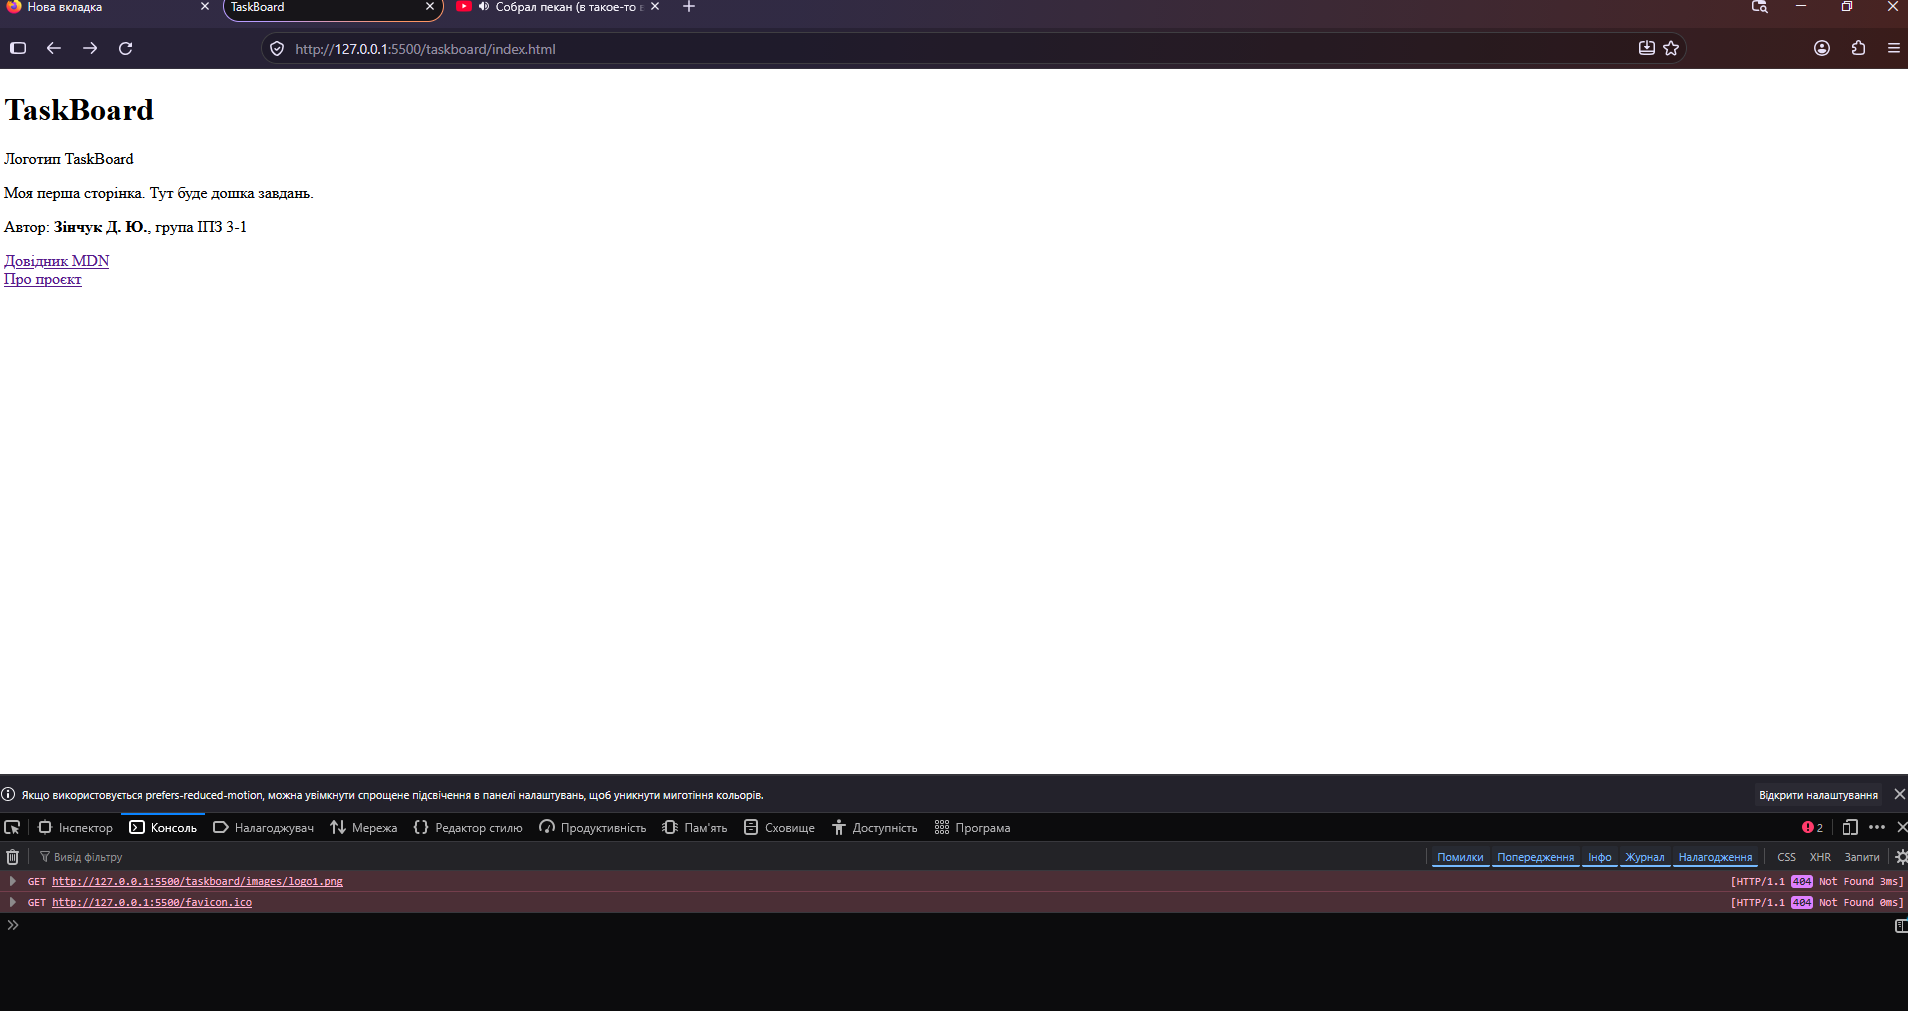 Нова вкладка
TaskBoard
Собрал пекан (в такое-то в
http://127.0.0.1:5500/taskboard/index.html
TaskBoard
Логотип TaskBoard
Моя перша сторінка. Тут буде дошка завдань.
Автор: Зінчук Д. Ю., група ІПЗ 3-1
Довідник MDN
Про проєкт
Якщо використовується prefers-reduced-motion, можна увімкнути спрощене підсвічення в панелі налаштувань, щоб уникнути миготіння кольорів.
Відкрити налаштування
Інспектор Консоль Налагоджувач Мережа Редактор стилю Продуктивність Пам'ять Сховище Доступність Програма 2
Вивід фільтру Помилки Попередження Інфо Журнал Налагодження CSS XHR Запити
GET http://127.0.0.1:5500/taskboard/images/logo1.png [HTTP/1.1 404 Not Found 3ms]
GET http://127.0.0.1:5500/favicon.ico [HTTP/1.1 404 Not Found 0ms]